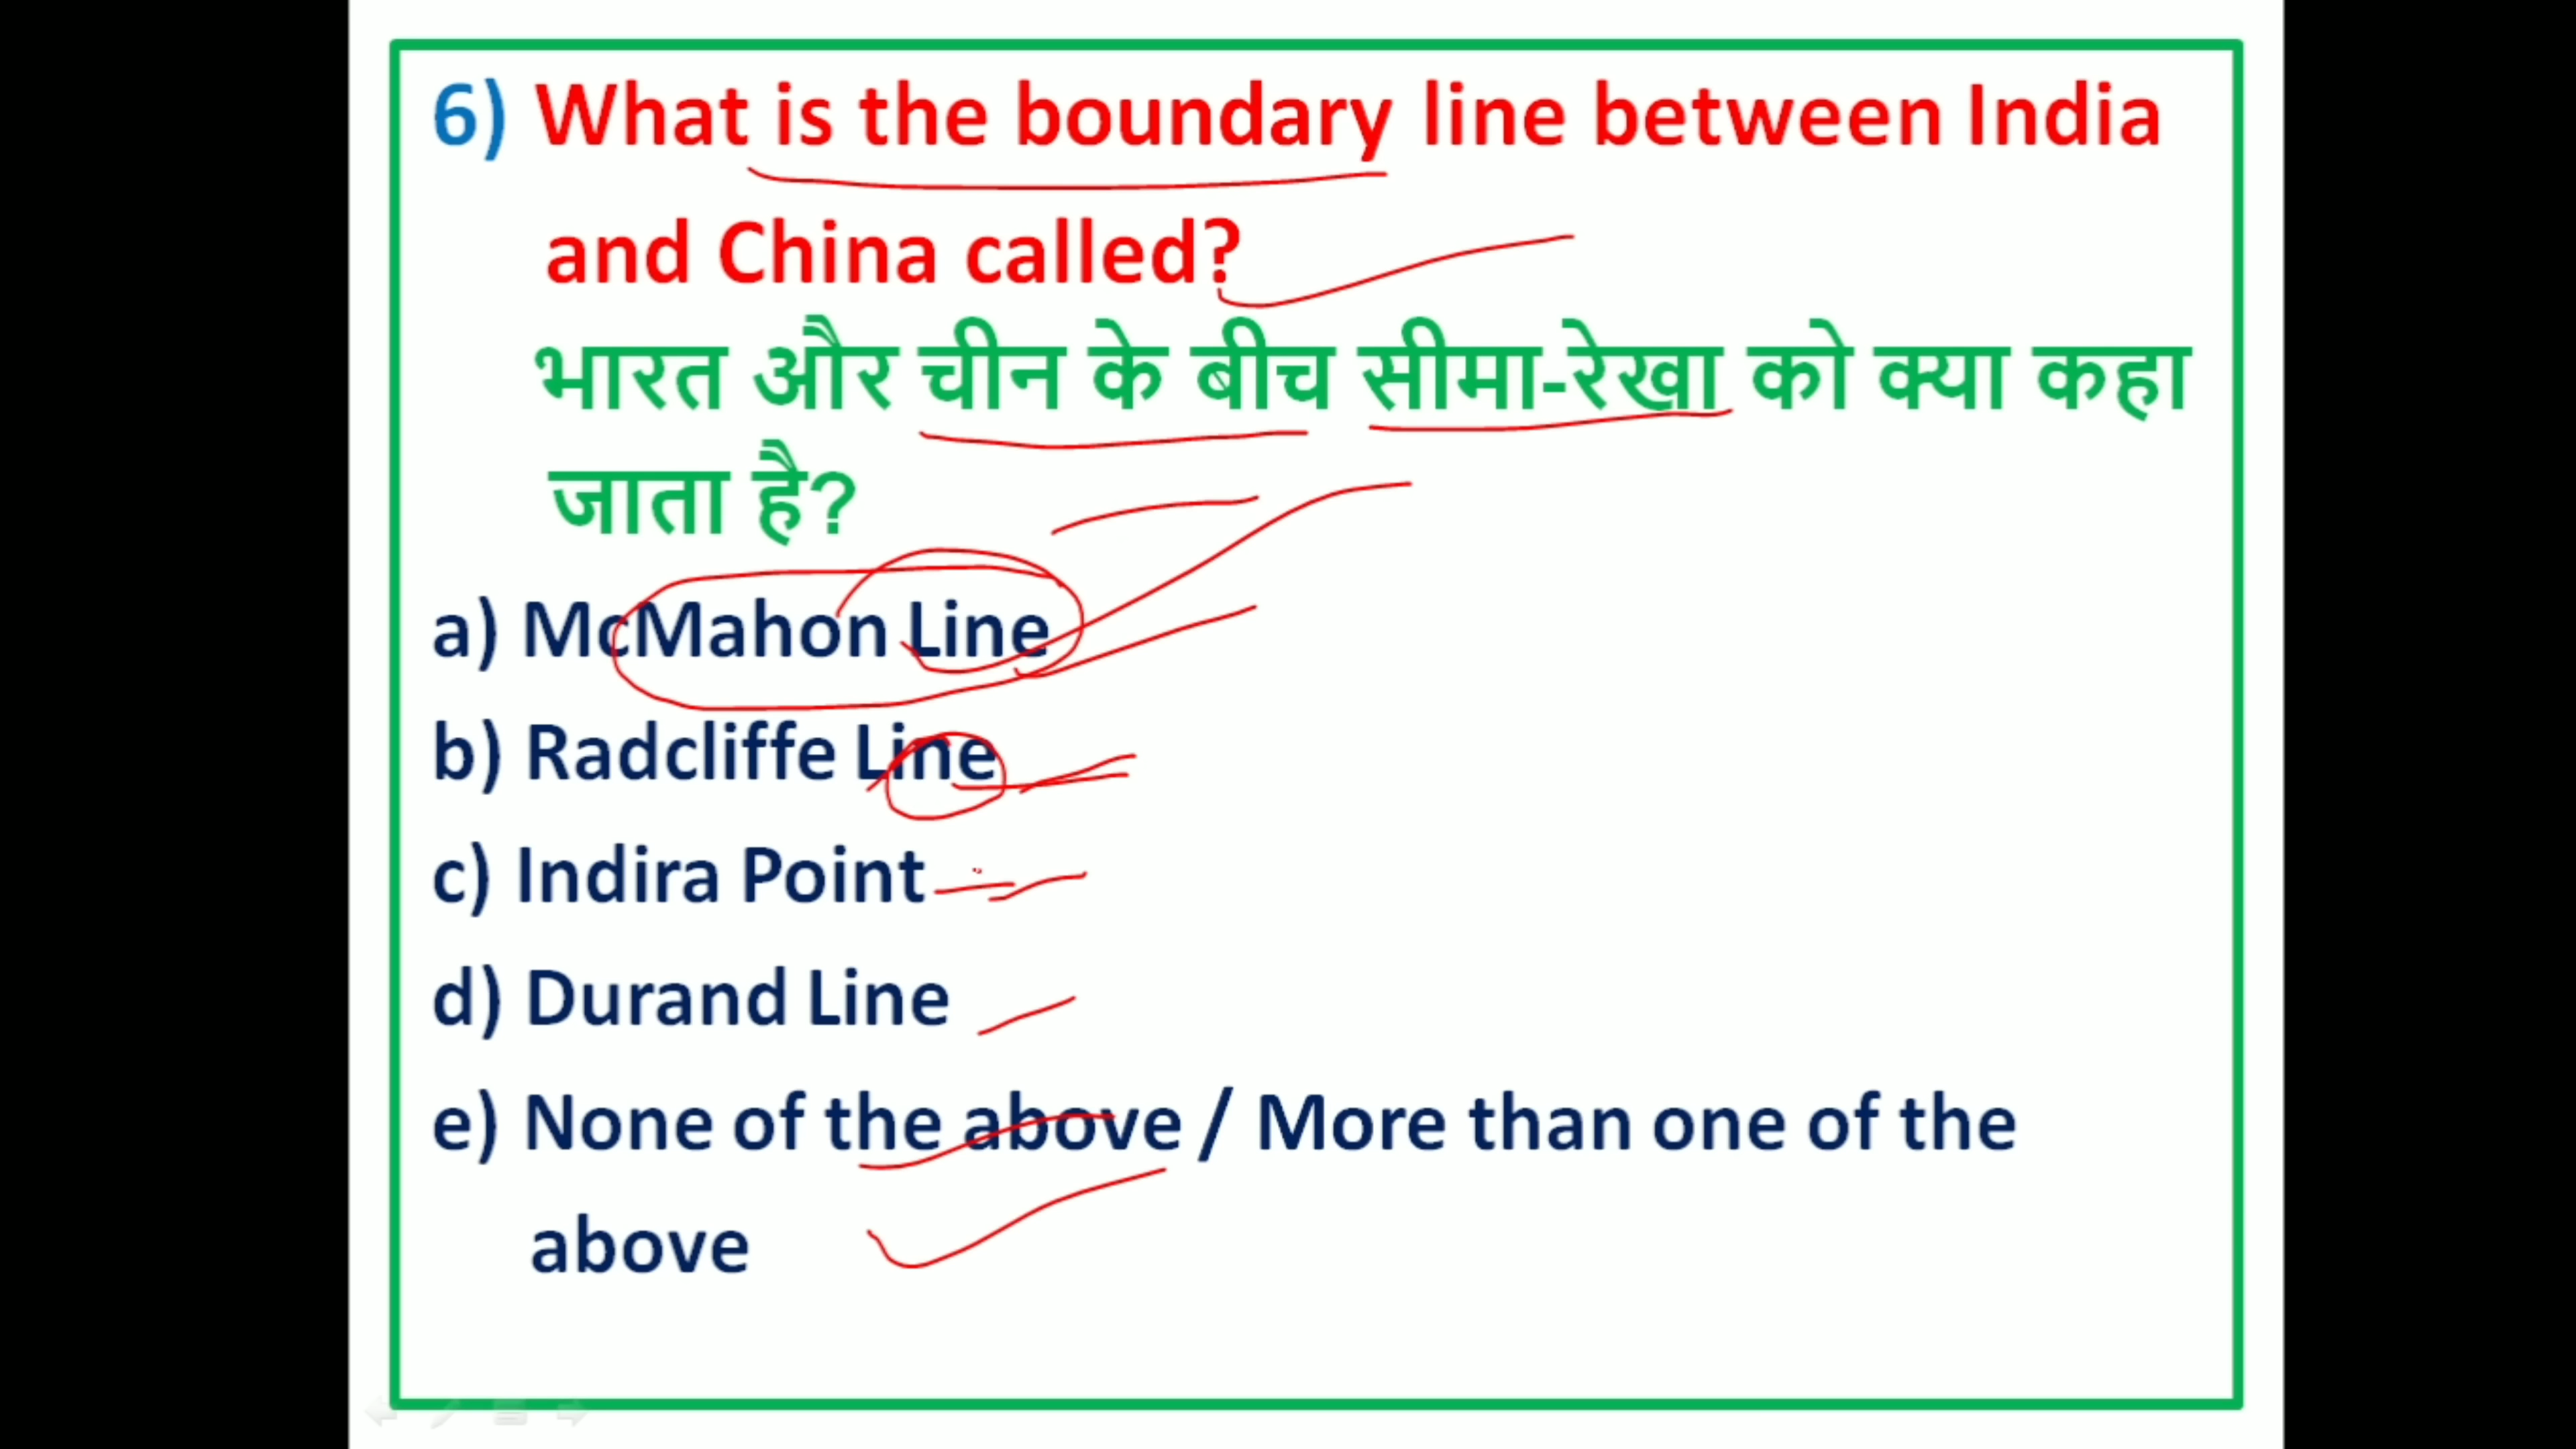 6) What is the boundary line between India
and China called?
भारत और चीन के बीच सीमा-रेखा को क्या कहा
जाता है?
a) McMahon Line
b) Radcliffe Line
c) Indira Point
d) Durand Line
e) None of the above / More than one of the
above